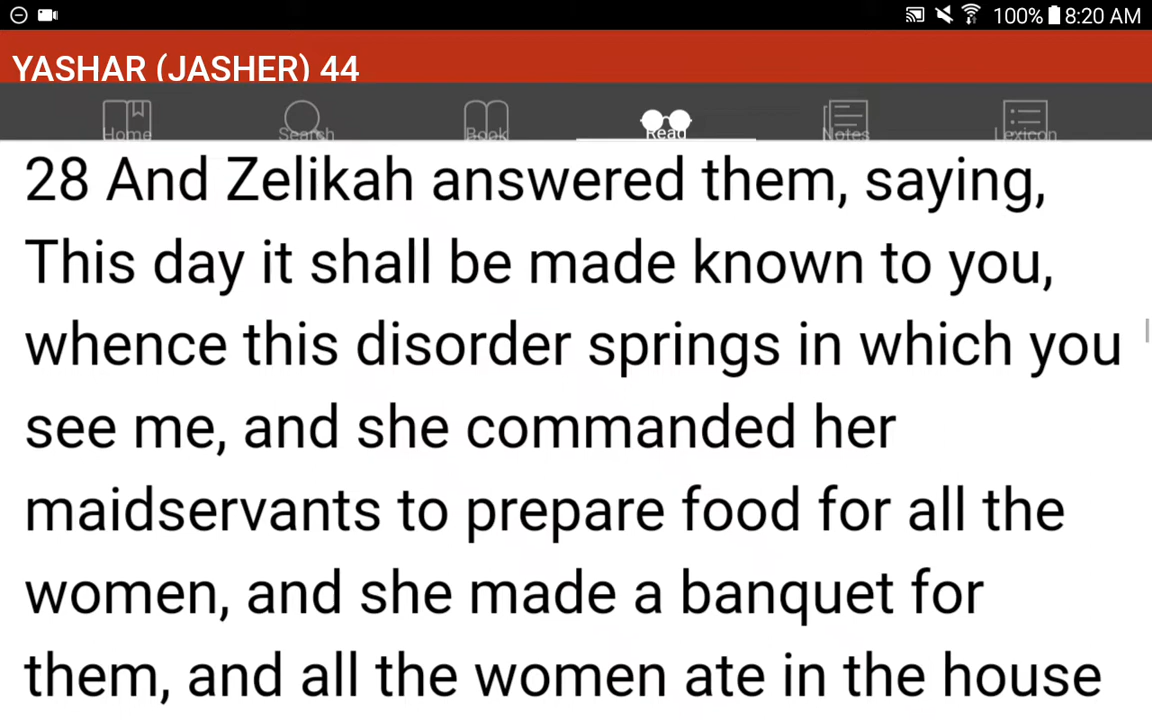 100% 8:20 AM
YASHAR (JASHER) 44
Home Search Book Read Notes Lexicon
28 And Zelikah answered them, saying,
This day it shall be made known to you,
whence this disorder springs in which you
see me, and she commanded her
maidservants to prepare food for all the
women, and she made a banquet for
them, and all the women ate in the house